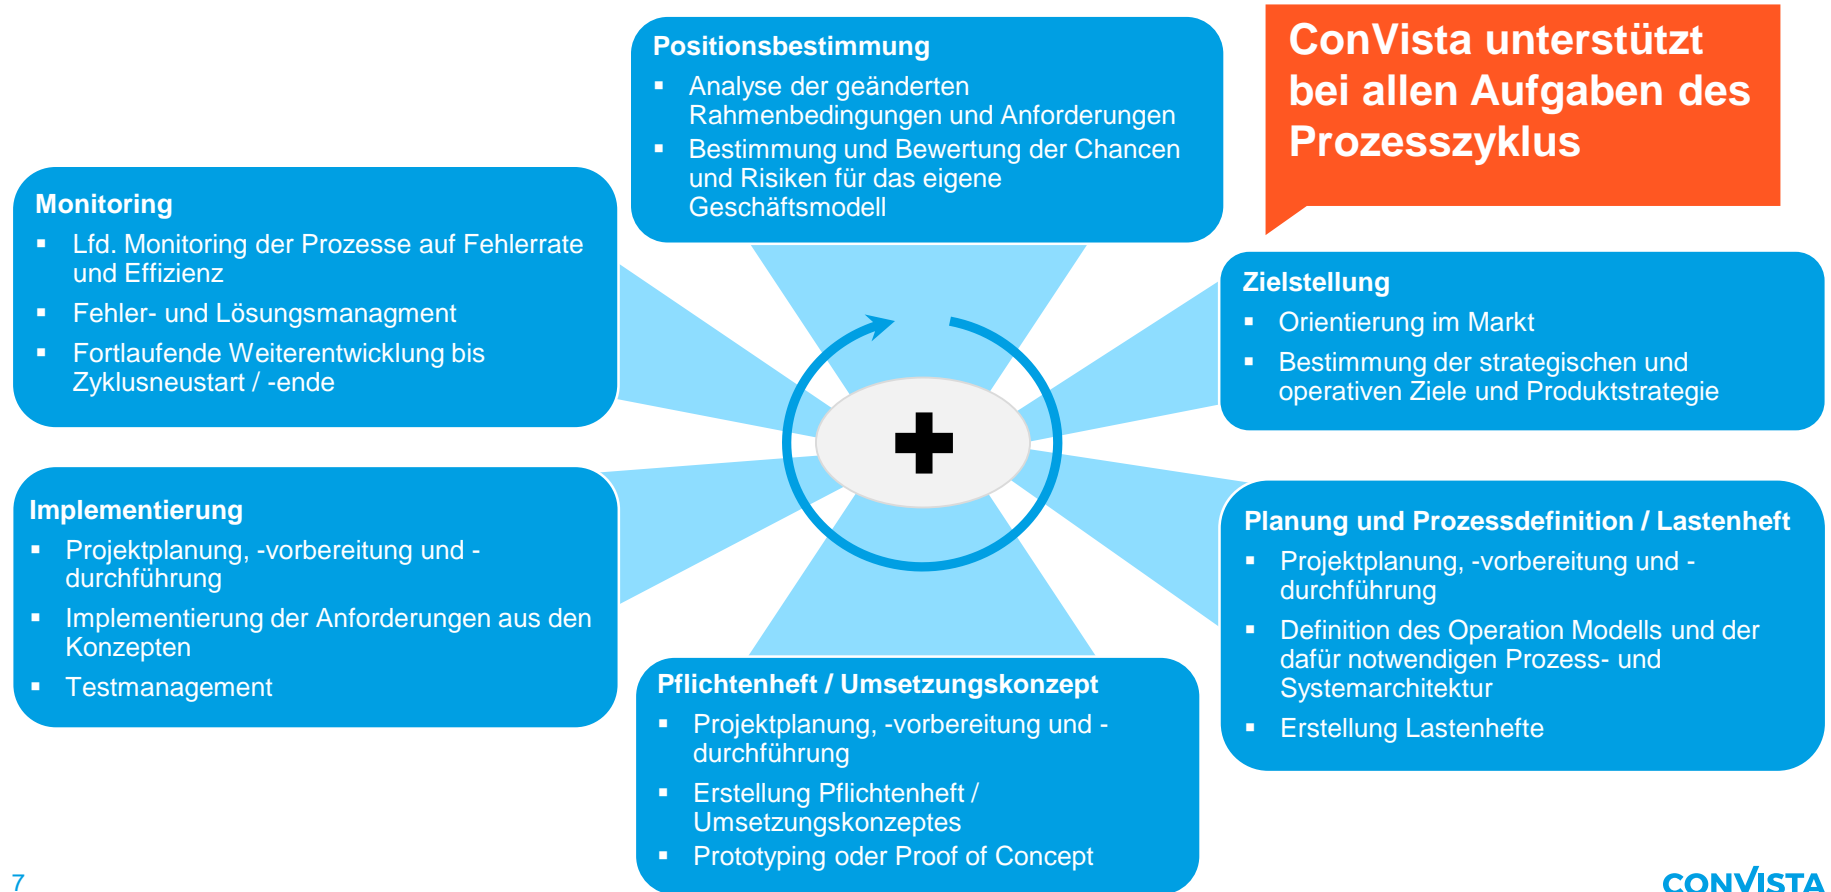 ConVista unterstützt
bei allen Aufgaben des
Prozesszyklus
Positionsbestimmung
▪ Analyse der geänderten
Rahmenbedingungen und Anforderungen
▪ Bestimmung und Bewertung der Chancen
und Risiken für das eigene
Geschäftsmodell
Zielstellung
▪ Orientierung im Markt
▪ Bestimmung der strategischen und
operativen Ziele und Produktstrategie
Planung und Prozessdefinition / Lastenheft
▪ Projektplanung, -vorbereitung und -
durchführung
▪ Definition des Operation Modells und der
dafür notwendigen Prozess- und
Systemarchitektur
▪ Erstellung Lastenhefte
Pflichtenheft / Umsetzungskonzept
▪ Projektplanung, -vorbereitung und -
durchführung
▪ Erstellung Pflichtenheft /
Umsetzungskonzeptes
▪ Prototyping oder Proof of Concept
Implementierung
▪ Projektplanung, -vorbereitung und -
durchführung
▪ Implementierung der Anforderungen aus den
Konzepten
▪ Testmanagement
Monitoring
▪ Lfd. Monitoring der Prozesse auf Fehlerrate
und Effizienz
▪ Fehler- und Lösungsmanagment
▪ Fortlaufende Weiterentwicklung bis
Zyklusneustart / -ende
7
CONVISTA